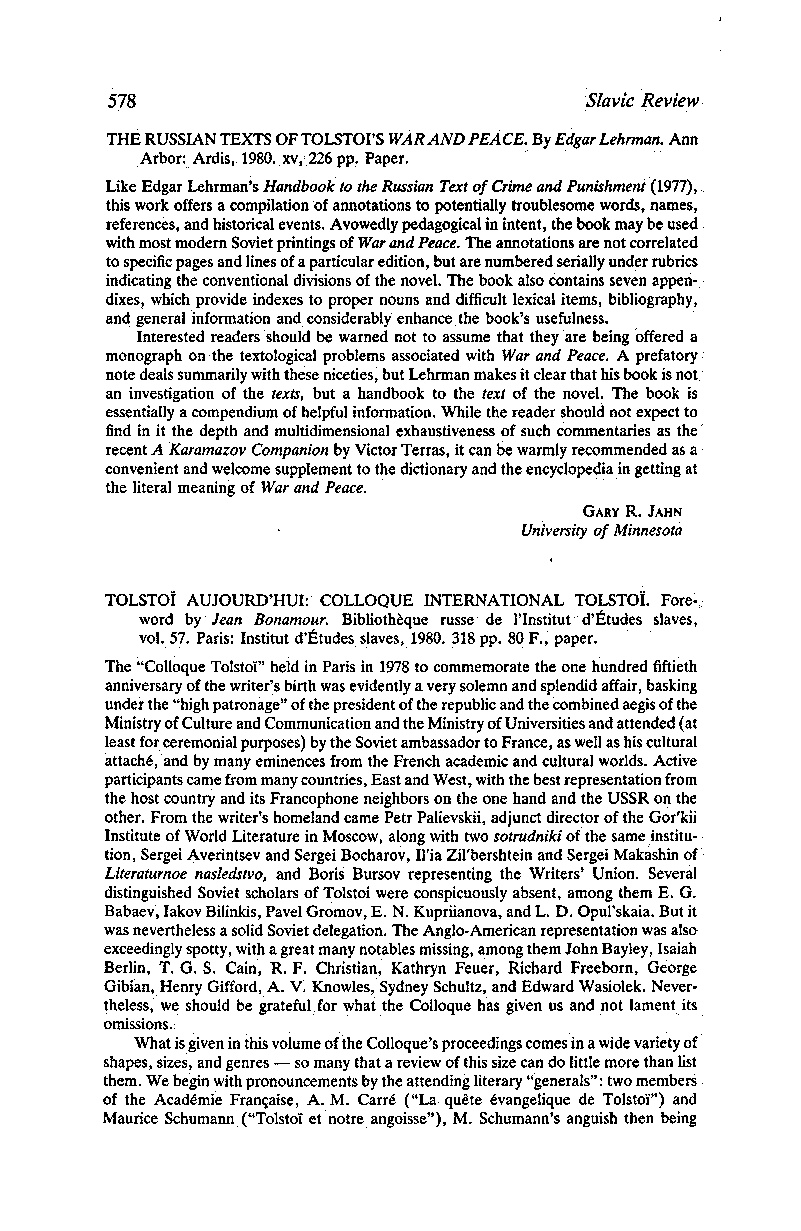 578 Slavic Review
THE RUSSIAN TEXTS OF TOLSTOI'S WAR AND PEACE. By Edgar Lehrman. Ann
Arbor: Ardis, 1980. xv, 226 pp. Paper.
Like Edgar Lehrman's Handbook to the Russian Text of Crime and Punishment (1977),
this work offers a compilation of annotations to potentially troublesome words, names,
references, and historical events. Avowedly pedagogical in intent, the book may be used
with most modern Soviet printings of War and Peace. The annotations are not correlated
to specific pages and lines of a particular edition, but are numbered serially under rubrics
indicating the conventional divisions of the novel. The book also contains seven appen-
dixes, which provide indexes to proper nouns and difficult lexical items, bibliography,
and general information and considerably enhance the book's usefulness.
Interested readers should be warned not to assume that they are being offered a
monograph on the textological problems associated with War and Peace. A prefatory
note deals summarily with these niceties, but Lehrman makes it clear that his book is not
an investigation of the texts, but a handbook to the text of the novel. The book is
essentially a compendium of helpful information. While the reader should not expect to
find in it the depth and multidimensional exhaustiveness of such commentaries as the
recent A Karamazov Companion by Victor Terras, it can be warmly recommended as a
convenient and welcome supplement to the dictionary and the encyclopedia in getting at
the literal meaning of War and Peace.
GARY R. JAHN
University of Minnesota
TOLSTOÏ AUJOURD'HUI: COLLOQUE INTERNATIONAL TOLSTOÏ. Fore-
word by Jean Bonamour. Bibliothèque russe de l'Institut d'Études slaves,
vol. 57. Paris: Institut d'Études slaves, 1980. 318 pp. 80 F., paper.
The "Colloque Tolstoï" held in Paris in 1978 to commemorate the one hundred fiftieth
anniversary of the writer's birth was evidently a very solemn and splendid affair, basking
under the "high patronage" of the president of the republic and the combined aegis of the
Ministry of Culture and Communication and the Ministry of Universities and attended (at
least for ceremonial purposes) by the Soviet ambassador to France, as well as his cultural
attaché, and by many eminences from the French academic and cultural worlds. Active
participants came from many countries, East and West, with the best representation from
the host country and its Francophone neighbors on the one hand and the USSR on the
other. From the writer's homeland came Petr Palievskii, adjunct director of the Gor'kii
Institute of World Literature in Moscow, along with two sotrudniki of the same institu-
tion, Sergei Averintsev and Sergei Bocharov, Il'ia Zil'bershtein and Sergei Makashin of
Literaturnoe nasledstvo, and Boris Bursov representing the Writers' Union. Several
distinguished Soviet scholars of Tolstoi were conspicuously absent, among them E. G.
Babaev, Iakov Bilinkis, Pavel Gromov, E. N. Kupriianova, and L. D. Opul'skaia. But it
was nevertheless a solid Soviet delegation. The Anglo-American representation was also
exceedingly spotty, with a great many notables missing, among them John Bayley, Isaiah
Berlin, T. G. S. Cain, R. F. Christian, Kathryn Feuer, Richard Freeborn, George
Gibian, Henry Gifford, A. V. Knowles, Sydney Schultz, and Edward Wasiolek. Never-
theless, we should be grateful for what the Colloque has given us and not lament its
omissions.
What is given in this volume of the Colloque's proceedings comes in a wide variety of
shapes, sizes, and genres — so many that a review of this size can do little more than list
them. We begin with pronouncements by the attending literary "generals": two members
of the Académie Française, A. M. Carré ("La quête évangelique de Tolstoï") and
Maurice Schumann ("Tolstoï et notre angoisse"), M. Schumann's anguish then being